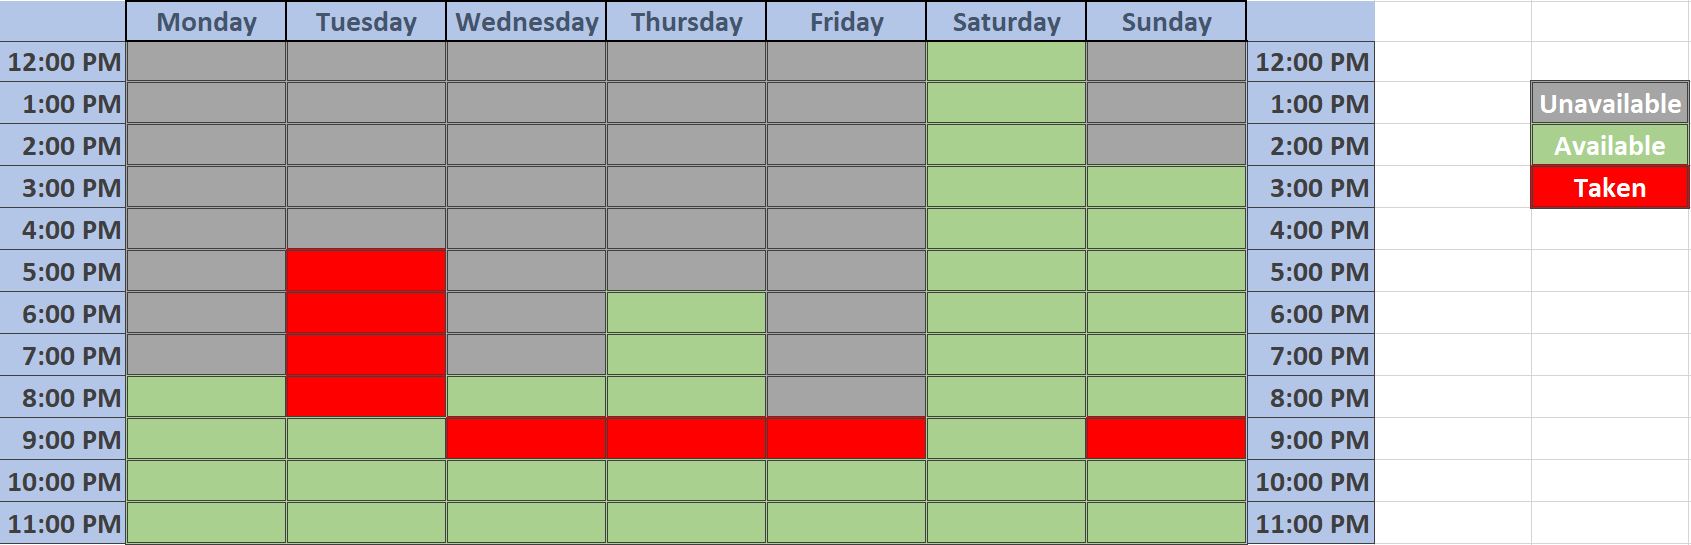 Monday Tuesday Wednesday Thursday Friday Saturday Sunday
12:00 PM 12:00 PM
1:00 PM 1:00 PM Unavailable
2:00 PM 2:00 PM Available
3:00 PM 3:00 PM Taken
4:00 PM 4:00 PM
5:00 PM 5:00 PM
6:00 PM 6:00 PM
7:00 PM 7:00 PM
8:00 PM 8:00 PM
9:00 PM 9:00 PM
10:00 PM 10:00 PM
11:00 PM 11:00 PM